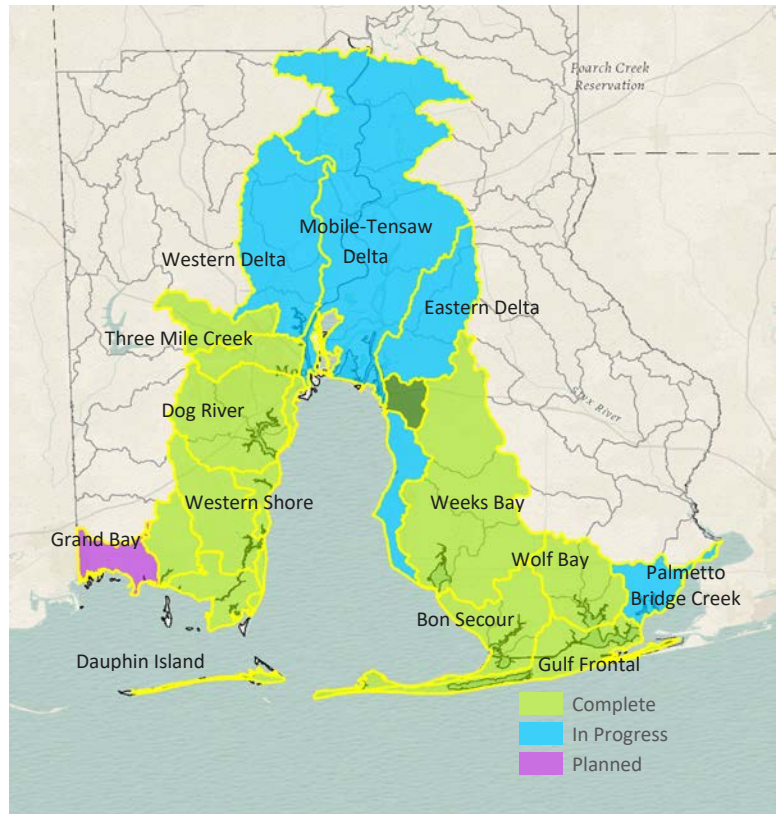 Poarch Creek
Reservation
Mobile-Tensaw
Delta
Western Delta
Eastern Delta
Three Mile Creek
Dog River
Styx River
Western Shore
Weeks Bay
Grand Bay
Wolf Bay
Palmetto
Bridge Creek
Bon Secour
Dauphin Island
Gulf Frontal
Complete
In Progress
Planned